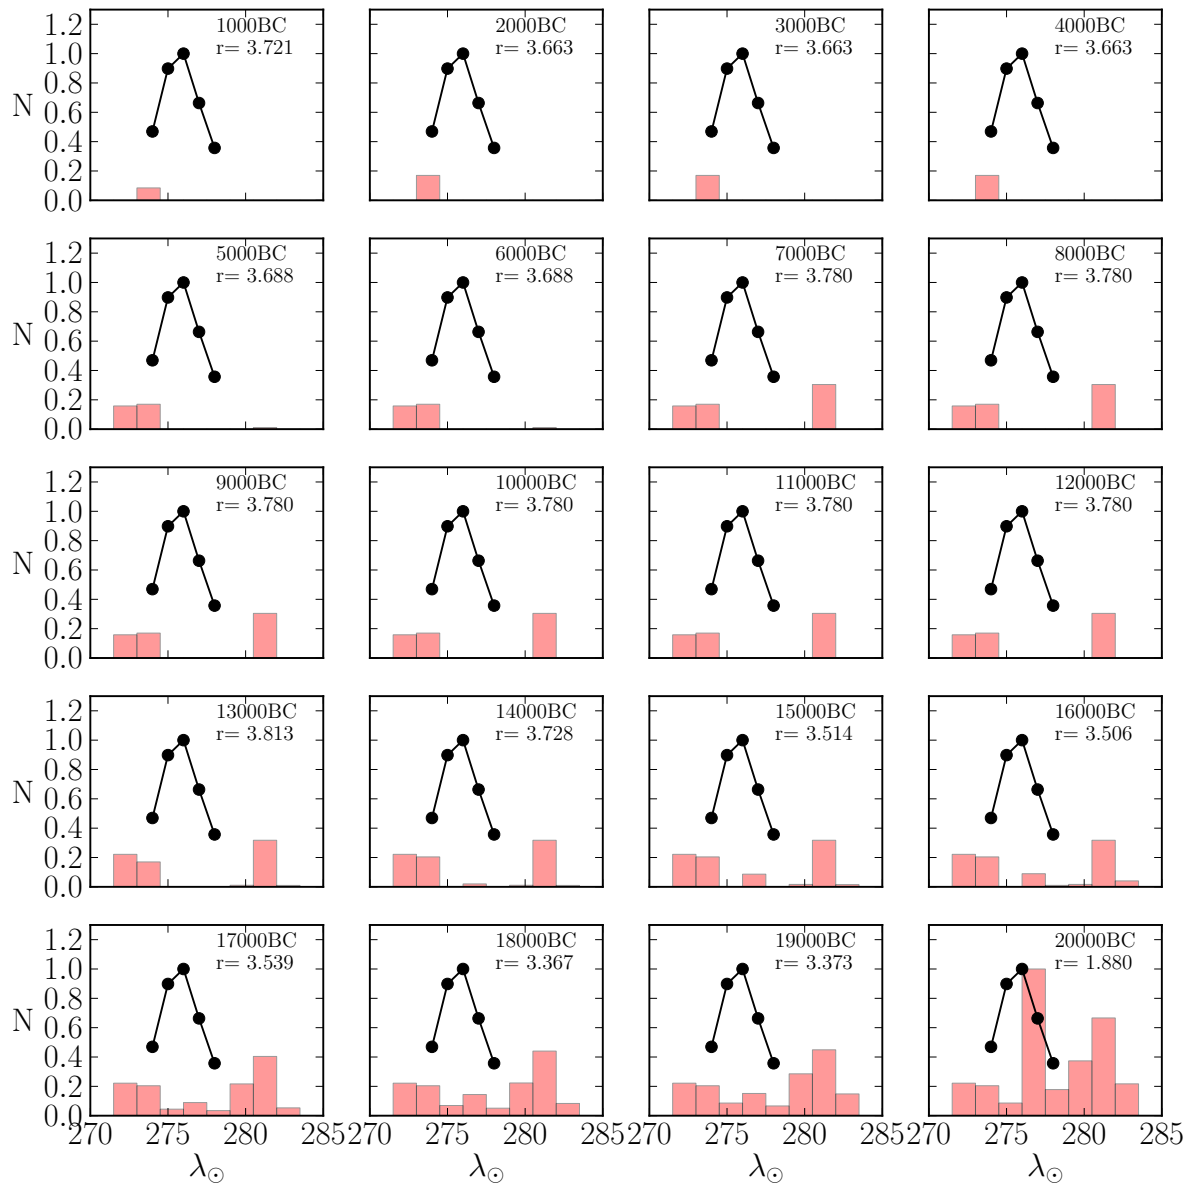 1.2
1.0
0.8
0.6
0.4
0.2
0.0
N
1000BC
r= 3.721
2000BC
r= 3.663
3000BC
r= 3.663
4000BC
r= 3.663
1.2
1.0
0.8
0.6
0.4
0.2
0.0
N
5000BC
r= 3.688
6000BC
r= 3.688
7000BC
r= 3.780
8000BC
r= 3.780
1.2
1.0
0.8
0.6
0.4
0.2
0.0
N
9000BC
r= 3.780
10000BC
r= 3.780
11000BC
r= 3.780
12000BC
r= 3.780
1.2
1.0
0.8
0.6
0.4
0.2
0.0
N
13000BC
r= 3.813
14000BC
r= 3.728
15000BC
r= 3.514
16000BC
r= 3.506
1.2
1.0
0.8
0.6
0.4
0.2
0.0
N
17000BC
r= 3.539
18000BC
r= 3.367
19000BC
r= 3.373
20000BC
r= 1.880
270 275 280 285
270 275 280 285
270 275 280 285
270 275 280 285
λ☉
λ☉
λ☉
λ☉